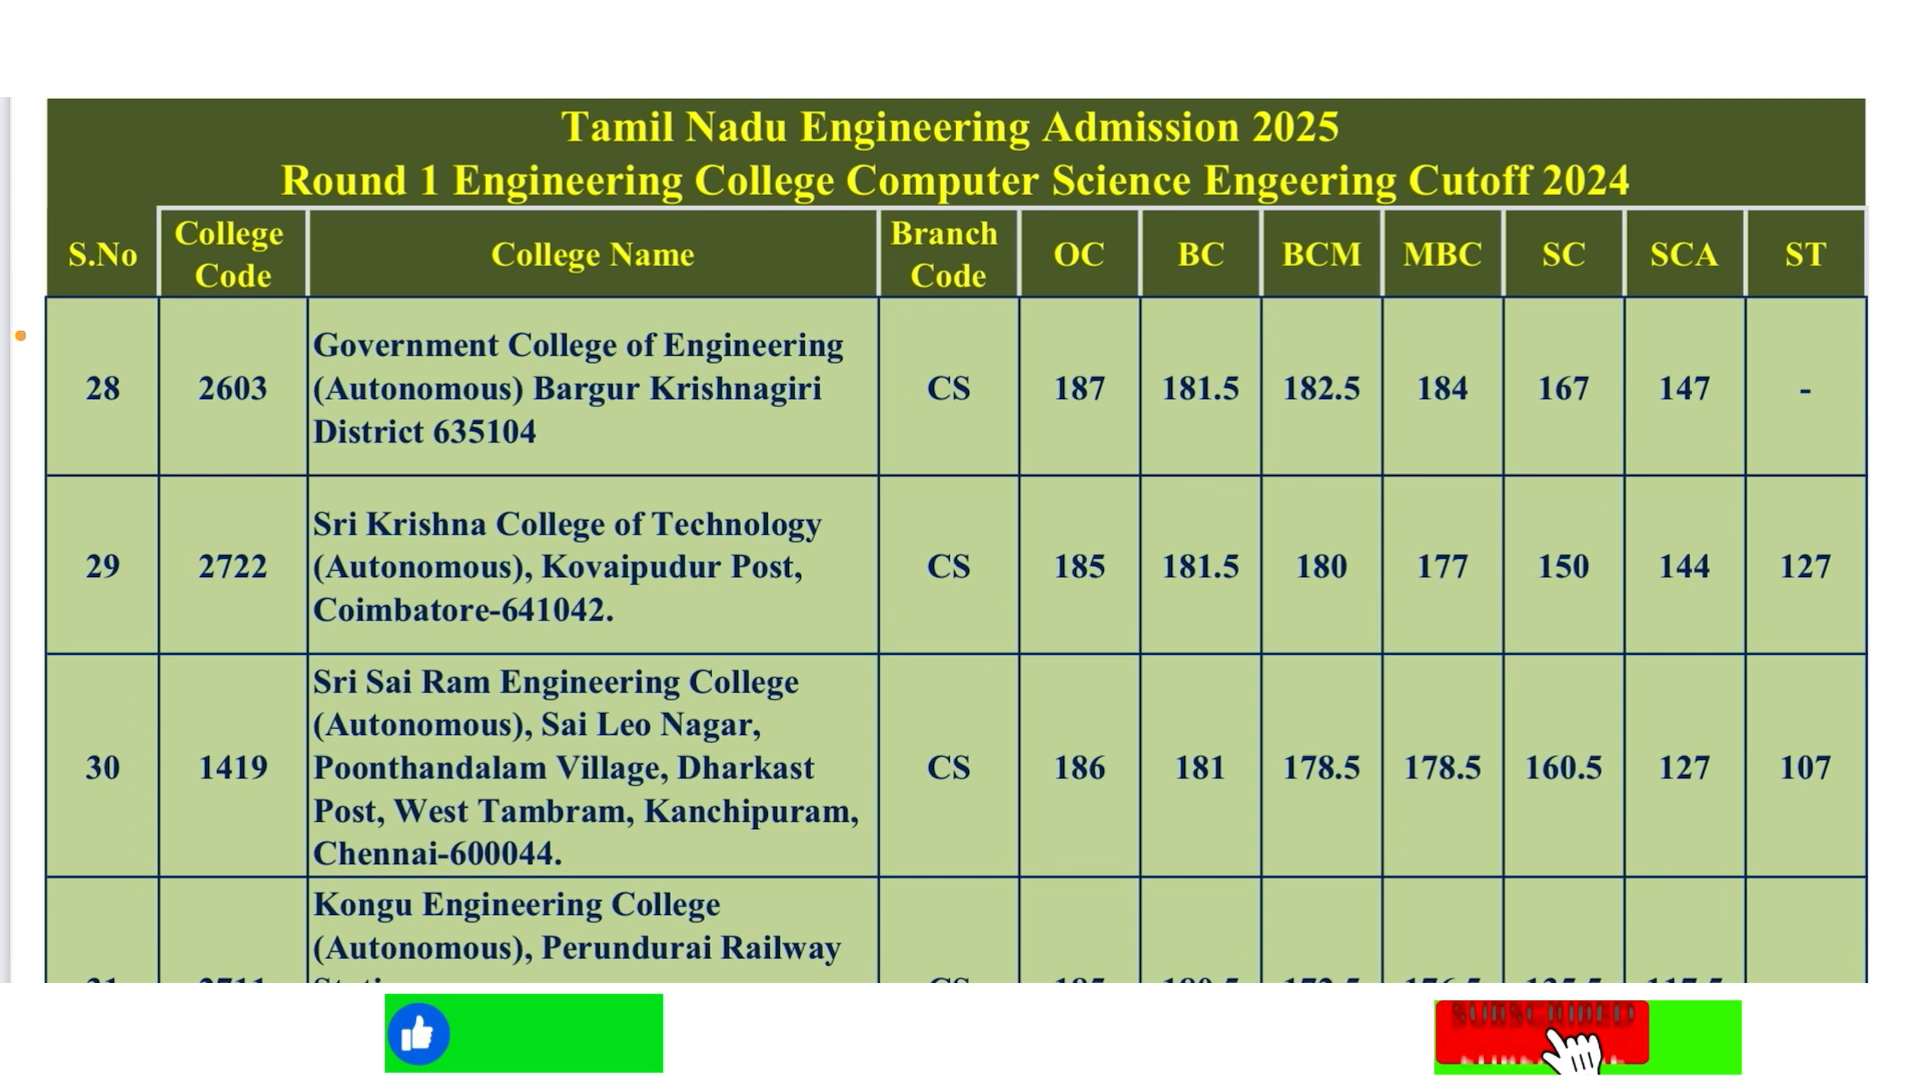 Tamil Nadu Engineering Admission 2025
Round 1 Engineering College Computer Science Engeering Cutoff 2024
S.No College Code College Name Branch Code OC BC BCM MBC SC SCA ST
28 2603 Government College of Engineering (Autonomous) Bargur Krishnagiri District 635104 CS 187 181.5 182.5 184 167 147 -
29 2722 Sri Krishna College of Technology (Autonomous), Kovaipudur Post, Coimbatore-641042. CS 185 181.5 180 177 150 144 127
30 1419 Sri Sai Ram Engineering College (Autonomous), Sai Leo Nagar, Poonthandalam Village, Dharkast Post, West Tambram, Kanchipuram, Chennai-600044. CS 186 181 178.5 178.5 160.5 127 107
Kongu Engineering College
(Autonomous), Perundurai Railway
SUBSCRIBED